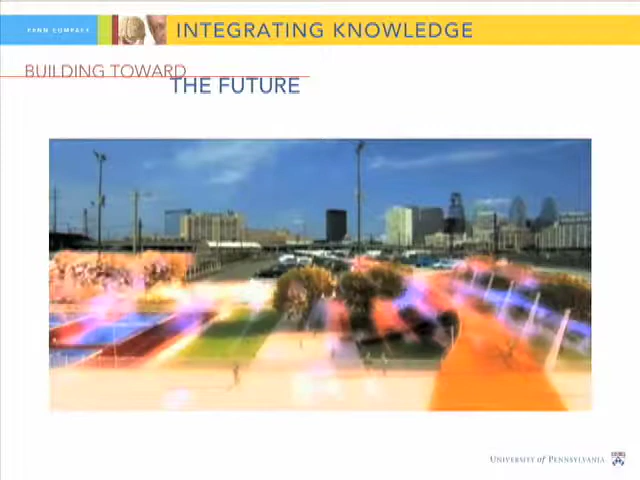 PENN COMPACT
INTEGRATING KNOWLEDGE
BUILDING TOWARD
THE FUTURE
UNIVERSITY of PENNSYLVANIA